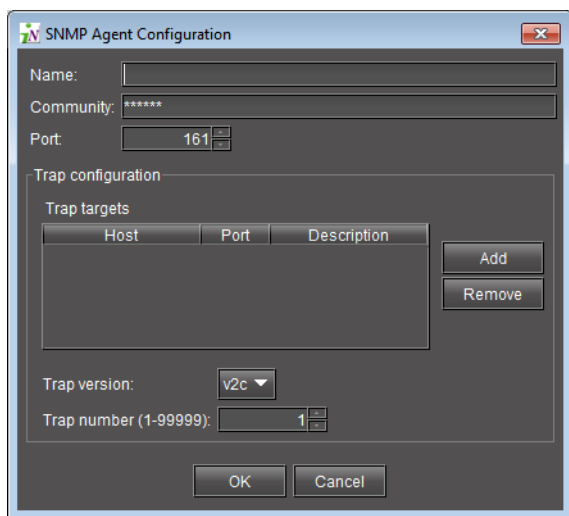 iN SNMP Agent Configuration
Name:
Community: ******
Port: 161
Trap configuration
Trap targets
Host Port Description
Add
Remove
Trap version: v2c
Trap number (1-99999): 1
OK Cancel